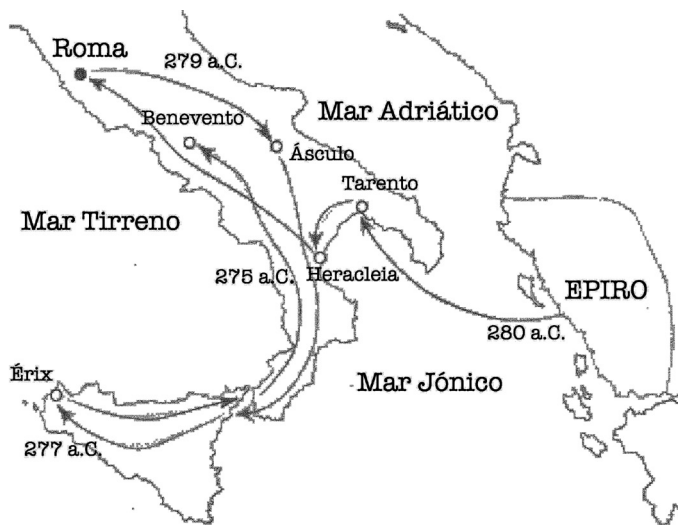 Roma
279 a.C.
Benevento
Mar Adriático
Ásculo
Tarento
Mar Tirreno
275 a.C.
Heracleia
EPIRO
280 a.C.
Érix
Mar Jónico
277 a.C.